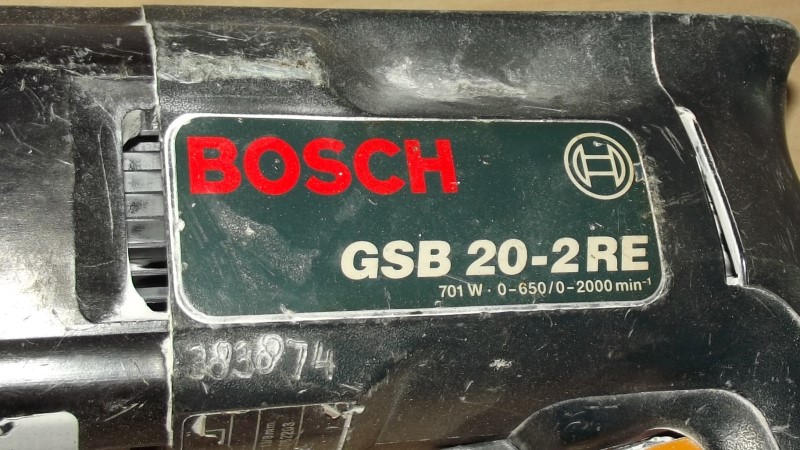 BOSCH
GSB 20-2 RE
701 W · 0-650/0-2000 min⁻¹
383874